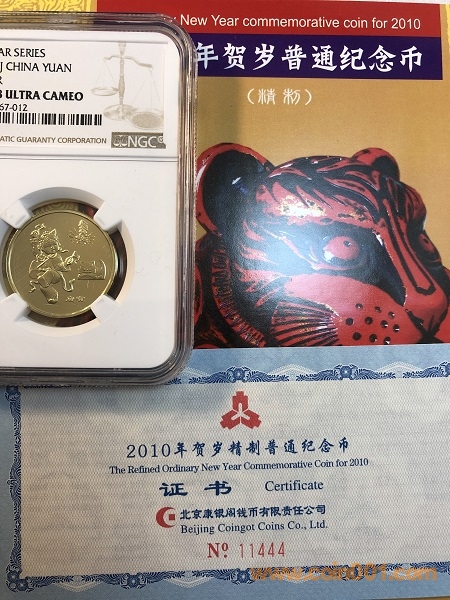 New Year commemorative coin for 2010
年贺岁普通纪念币
(精制)
AR SERIES
J CHINA YUAN
R
ULTRA CAMEO
67-012
NGC
ATIC GUARANTY CORPORATION
2010年贺岁精制普通纪念币
The Refined Ordinary New Year Commemorative Coin for 2010
证书 Certificate
北京康银阁钱币有限责任公司
Beijing Coingot Coins Co., Ltd.
№ 11444